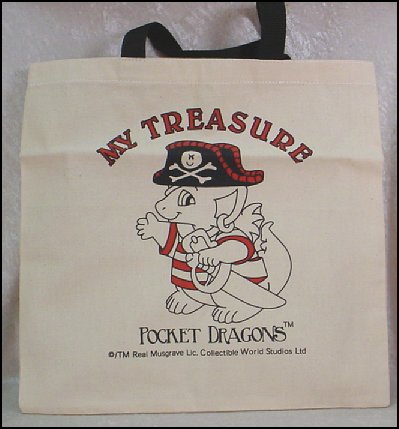 MY TREASURE
POCKET DRAGONS™
©/TM Real Musgrave Lic. Collectible World Studios Ltd